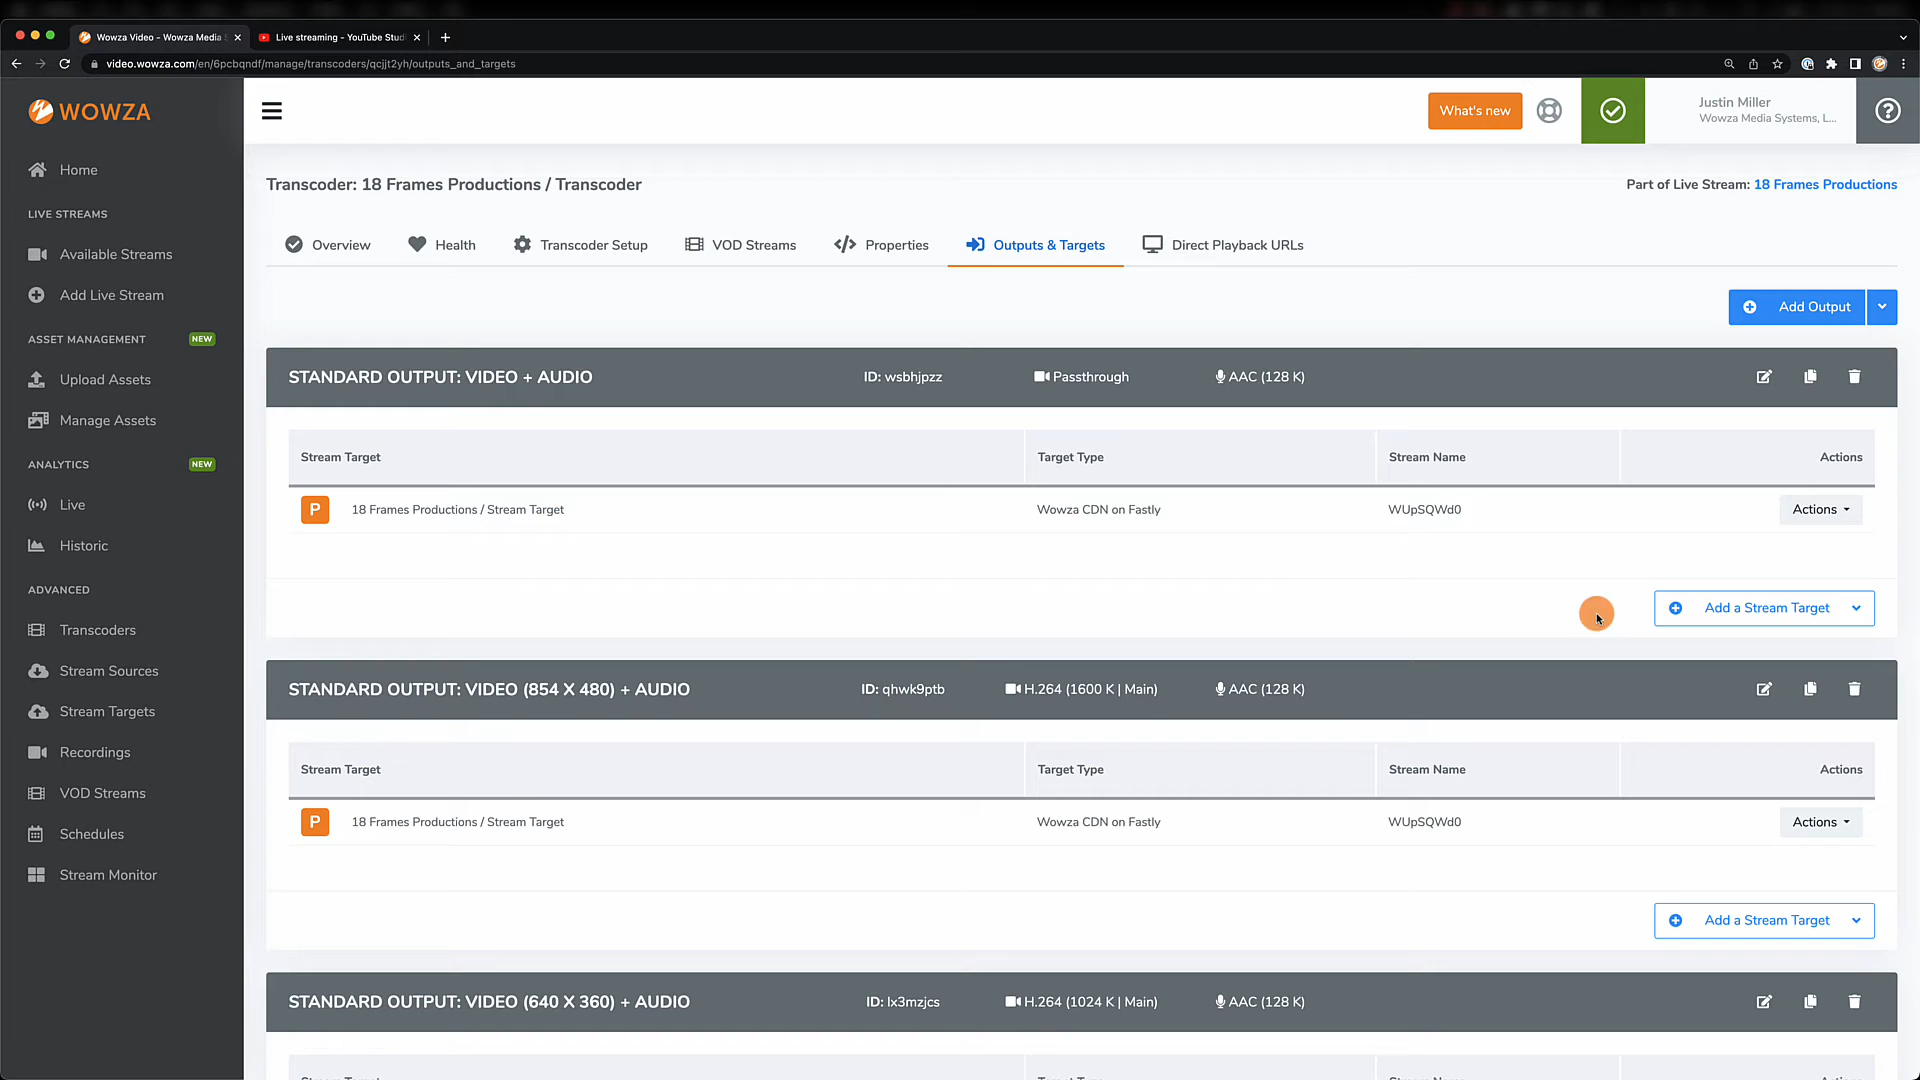 Wowza Video - Wowza Media S
Live streaming - YouTube Studi
video.wowza.com/en/6pcbqndf/manage/transcoders/qcjjt2yh/outputs_and_targets
WOWZA
What's new
Justin Miller
Wowza Media Systems, L...
Home
LIVE STREAMS
Available Streams
Add Live Stream
ASSET MANAGEMENT NEW
Upload Assets
Manage Assets
ANALYTICS NEW
Live
Historic
ADVANCED
Transcoders
Stream Sources
Stream Targets
Recordings
VOD Streams
Schedules
Stream Monitor
Transcoder: 18 Frames Productions / Transcoder
Part of Live Stream: 18 Frames Productions
Overview Health Transcoder Setup VOD Streams Properties Outputs & Targets Direct Playback URLs
Add Output
STANDARD OUTPUT: VIDEO + AUDIO ID: wsbhjpzz Passthrough AAC (128 K)
Stream Target Target Type Stream Name Actions
P 18 Frames Productions / Stream Target Wowza CDN on Fastly WUpSQWd0 Actions
Add a Stream Target
STANDARD OUTPUT: VIDEO (854 X 480) + AUDIO ID: qhwk9ptb H.264 (1600 K | Main) AAC (128 K)
Stream Target Target Type Stream Name Actions
P 18 Frames Productions / Stream Target Wowza CDN on Fastly WUpSQWd0 Actions
Add a Stream Target
STANDARD OUTPUT: VIDEO (640 X 360) + AUDIO ID: lx3mzjcs H.264 (1024 K | Main) AAC (128 K)